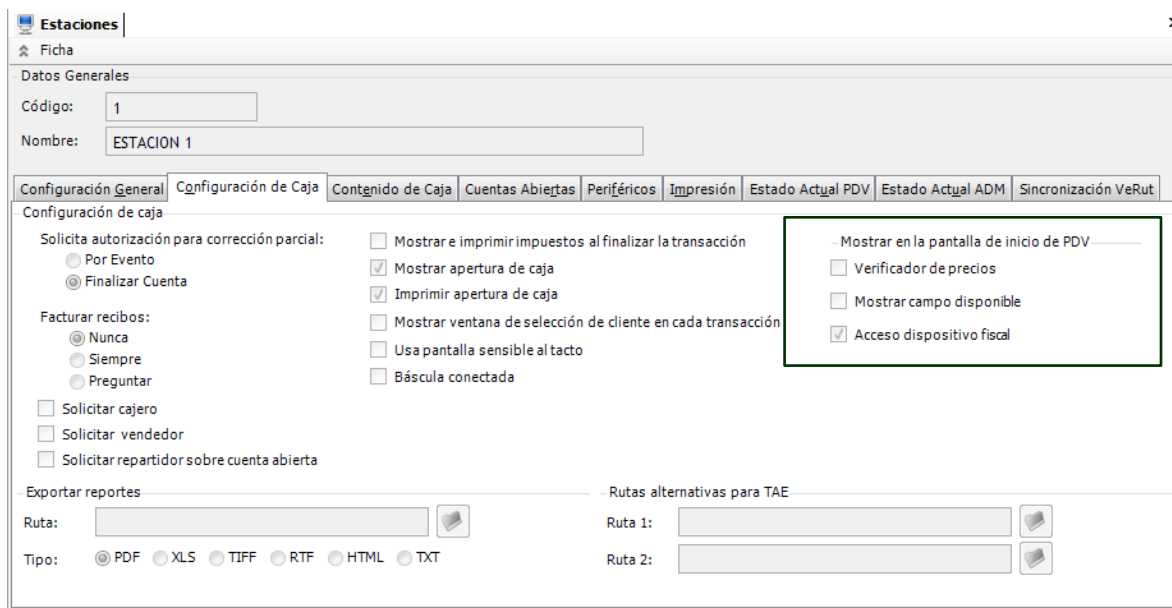 Estaciones
Ficha
Datos Generales
Código: 1
Nombre: ESTACION 1
Configuración General Configuración de Caja Contenido de Caja Cuentas Abiertas Periféricos Impresión Estado Actual PDV Estado Actual ADM Sincronización VeRut
Configuración de caja
Solicita autorización para corrección parcial:
Por Evento
Finalizar Cuenta
Facturar recibos:
Nunca
Siempre
Preguntar
Solicitar cajero
Solicitar vendedor
Solicitar repartidor sobre cuenta abierta
Mostrar e imprimir impuestos al finalizar la transacción
Mostrar apertura de caja
Imprimir apertura de caja
Mostrar ventana de selección de cliente en cada transacción
Usa pantalla sensible al tacto
Báscula conectada
Mostrar en la pantalla de inicio de PDV
Verificador de precios
Mostrar campo disponible
Acceso dispositivo fiscal
Exportar reportes
Ruta:
Tipo: PDF XLS TIFF RTF HTML TXT
Rutas alternativas para TAE
Ruta 1:
Ruta 2: